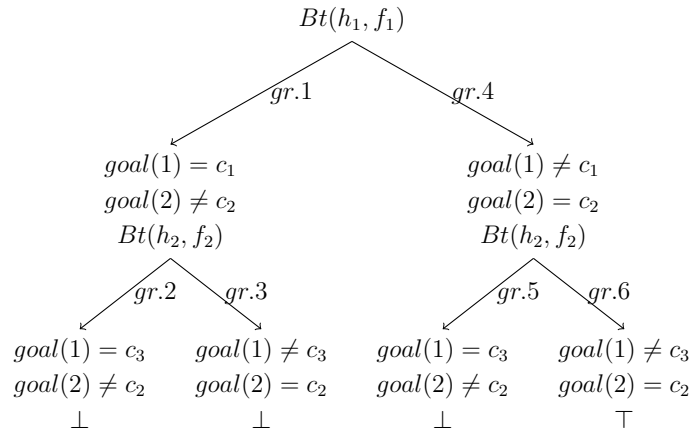 Bt(h₁, f₁)
gr.1 gr.4
goal(1) = c₁ goal(1) ≠ c₁
goal(2) ≠ c₂ goal(2) = c₂
Bt(h₂, f₂) Bt(h₂, f₂)
gr.2 gr.3 gr.5 gr.6
goal(1) = c₃ goal(1) ≠ c₃ goal(1) = c₃ goal(1) ≠ c₃
goal(2) ≠ c₂ goal(2) = c₂ goal(2) ≠ c₂ goal(2) = c₂
⊥ ⊥ ⊥ ⊤